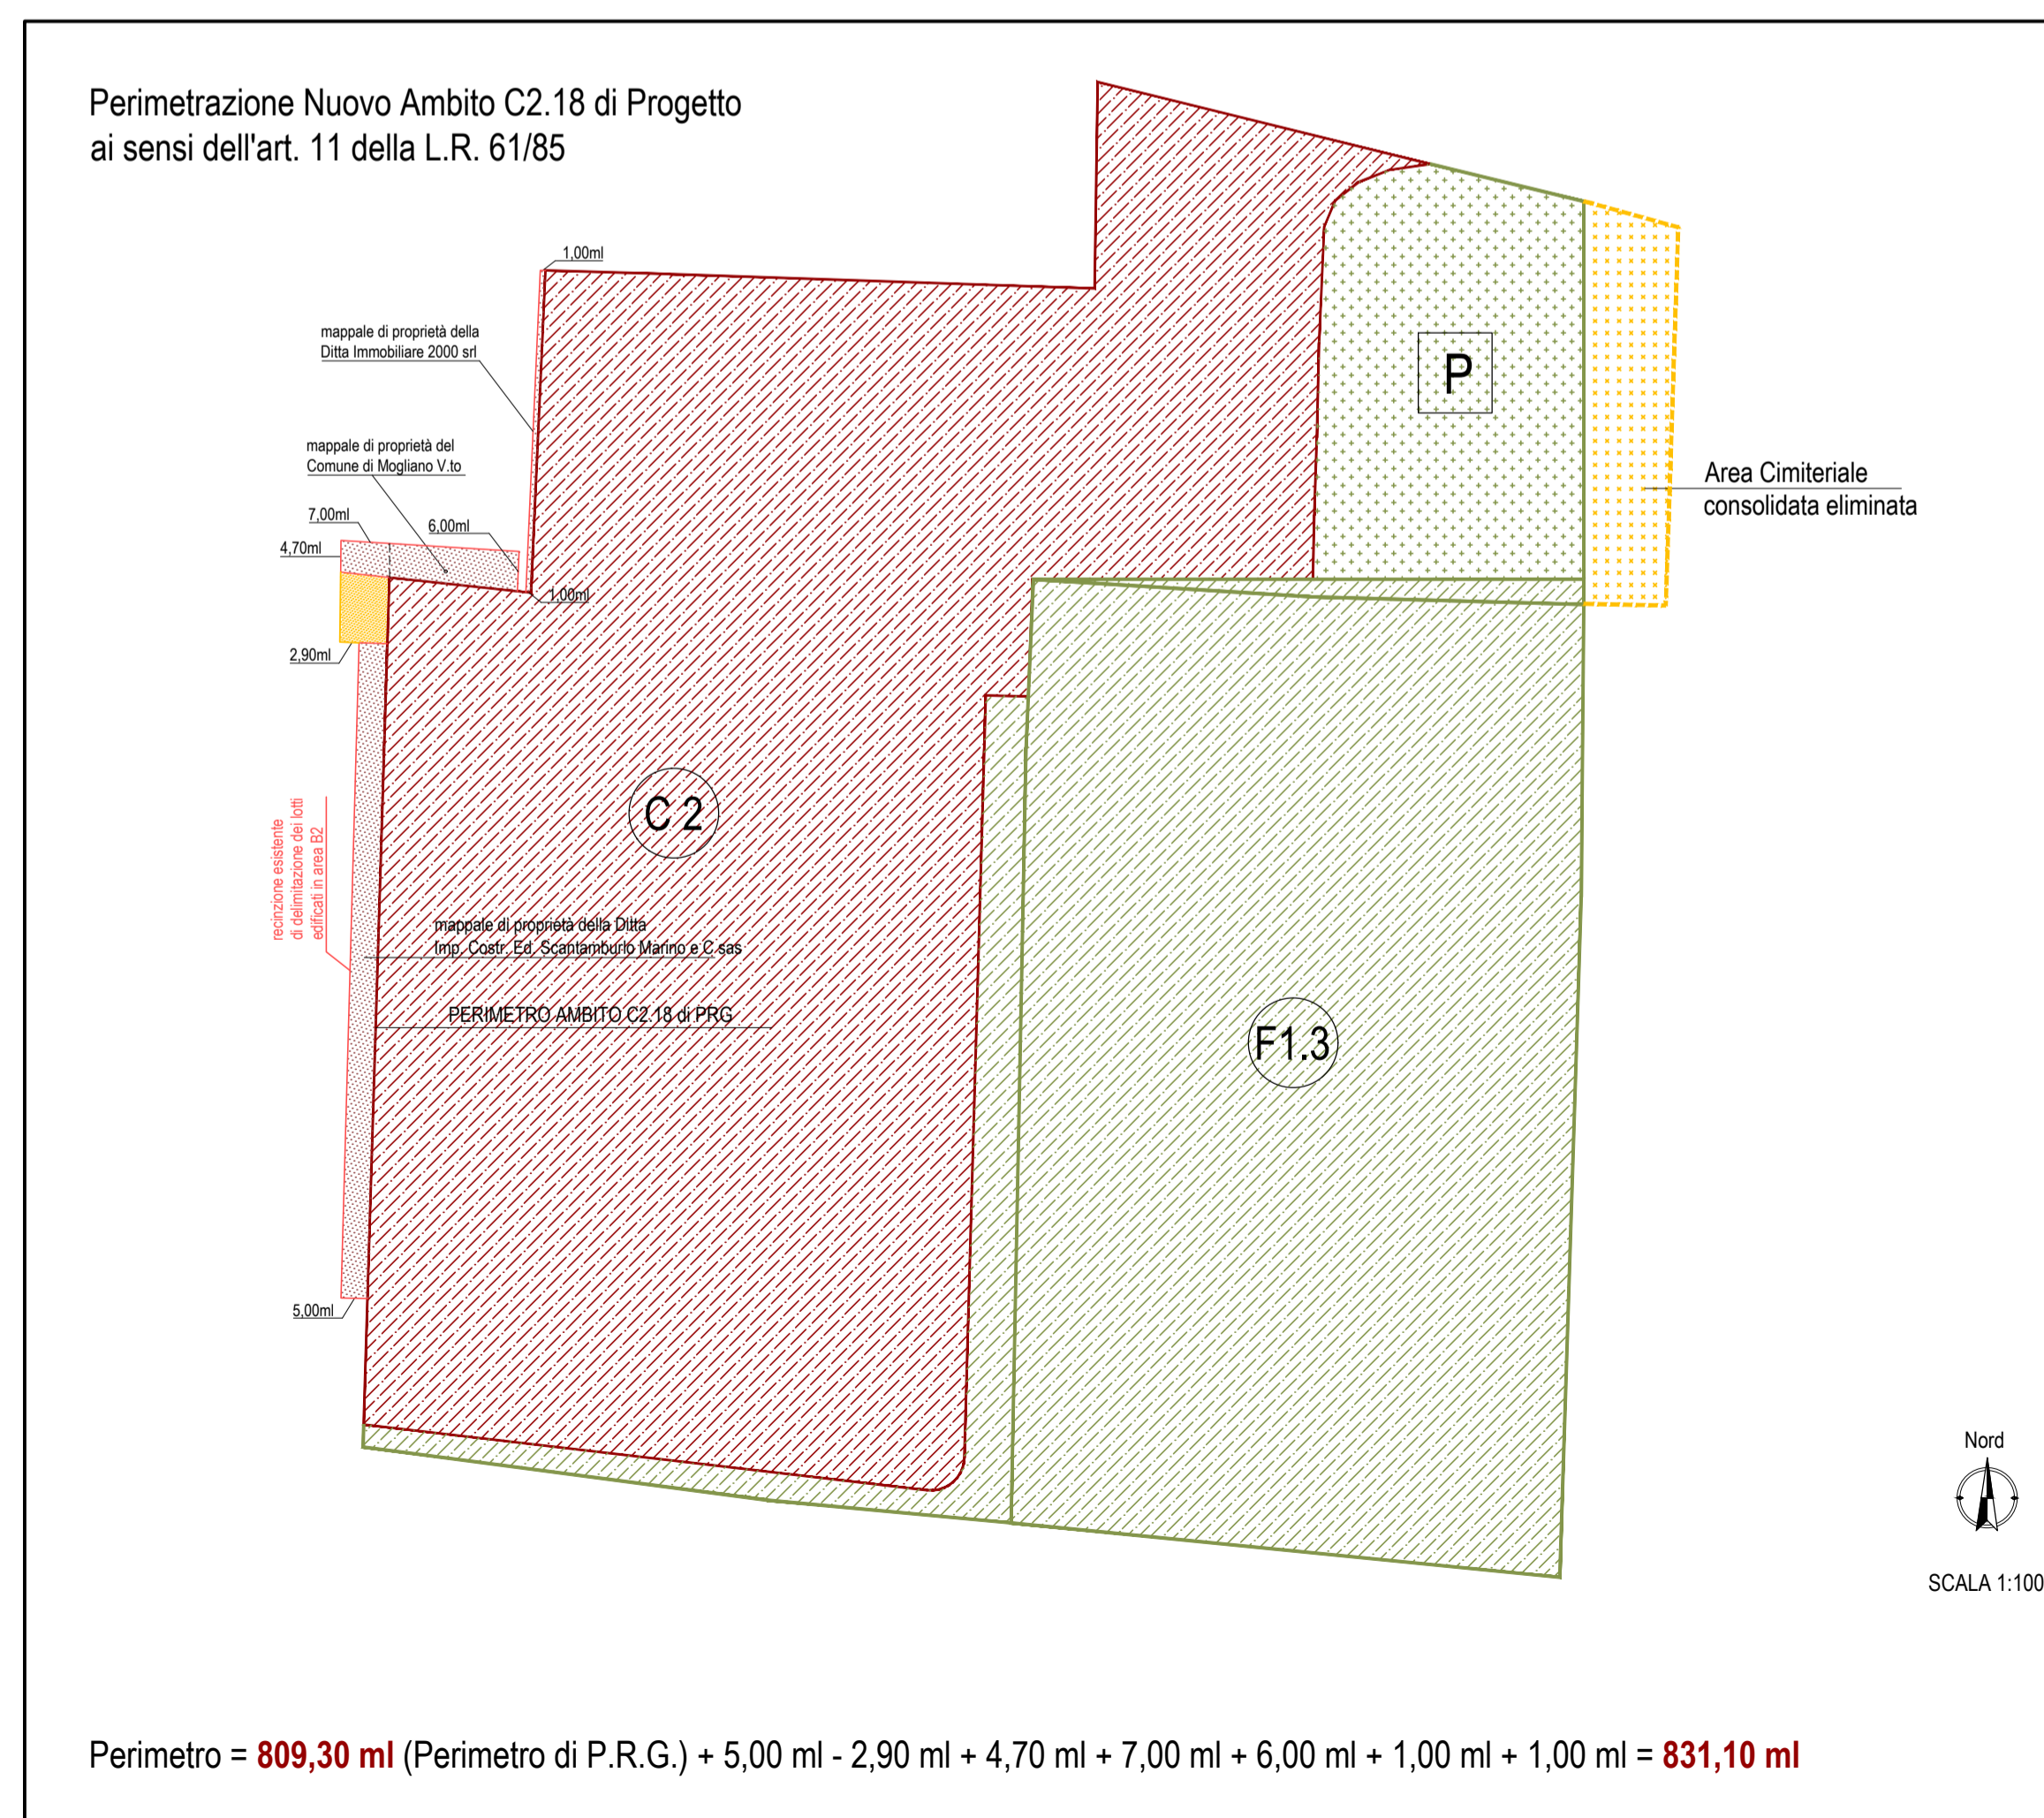 Perimetrazione Nuovo Ambito C2.18 di Progetto
ai sensi dell'art. 11 della L.R. 61/85
1,00ml
mappale di proprietà della
Ditta Immobiliare 2000 srl
mappale di proprietà del
Comune di Mogliano V.to
7,00ml
6,00ml
4,70ml
1,00ml
2,90ml
P
Area Cimiteriale
consolidata eliminata
C 2
recinzione esistente
di delimitazione dei lotti
edificati in area B2
mappale di proprietà della Ditta
Imp. Costr. Ed. Scantamburlo Marino e C sas
PERIMETRO AMBITO C2.18 di PRG
F1.3
5,00ml
Nord
SCALA 1:100
Perimetro = 809,30 ml (Perimetro di P.R.G.) + 5,00 ml - 2,90 ml + 4,70 ml + 7,00 ml + 6,00 ml + 1,00 ml + 1,00 ml = 831,10 ml